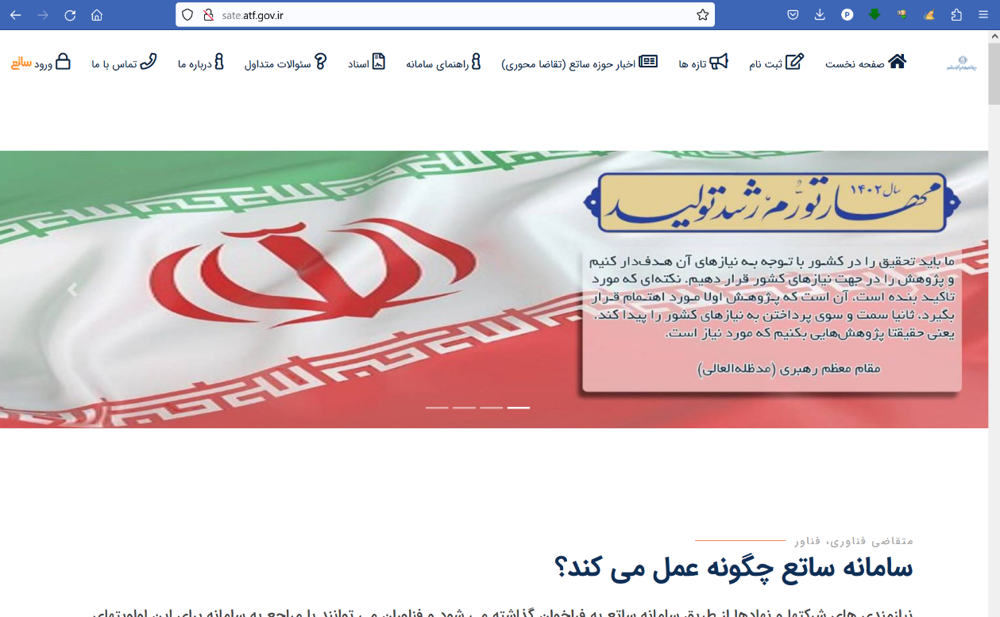 sate.atf.gov.ir
صفحه نخست
ثبت نام
تازه ها
اخبار حوزه ساتع (تقاضا محوری)
راهنمای سامانه
اسناد
سئوالات متداول
درباره ما
تماس با ما
ورود ساتع
سال ۱۴۰۲
مهار تورّم، رشد تولید
ما باید تحقیق را در کشور با توجه به نیازهای آن هدف‌دار کنیم
و پژوهش را در جهت نیازهای کشور قرار دهیم. نکته‌ای که مورد
تاکید بنده است، آن است که پژوهش اولا مورد اهتمام قرار
بگیرد، ثانیا سمت و سوی پرداختن به نیازهای کشور را پیدا کند.
یعنی حقیقتا پژوهش‌هایی بکنیم که مورد نیاز است.
مقام معظم رهبری (مدظله‌العالی)
متقاضی فناوری، فناور
سامانه ساتع چگونه عمل می کند؟
نیازمندی های شرکتها و نهادها از طریق سامانه ساتع به فراخوان گذاشته می شود و فناوران می توانند با مراجع به سامانه برای این اولویتهای